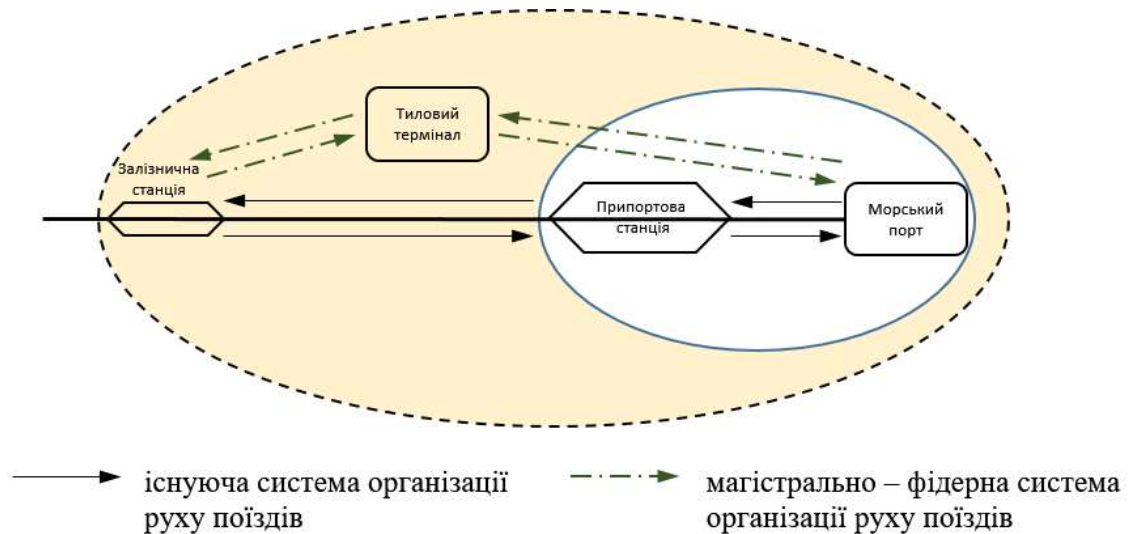 Тиловий
термінал
Залізнична
станція
Припортова
станція
Морський
порт
існуюча система організації
руху поїздів
магістрально – фідерна система
організації руху поїздів